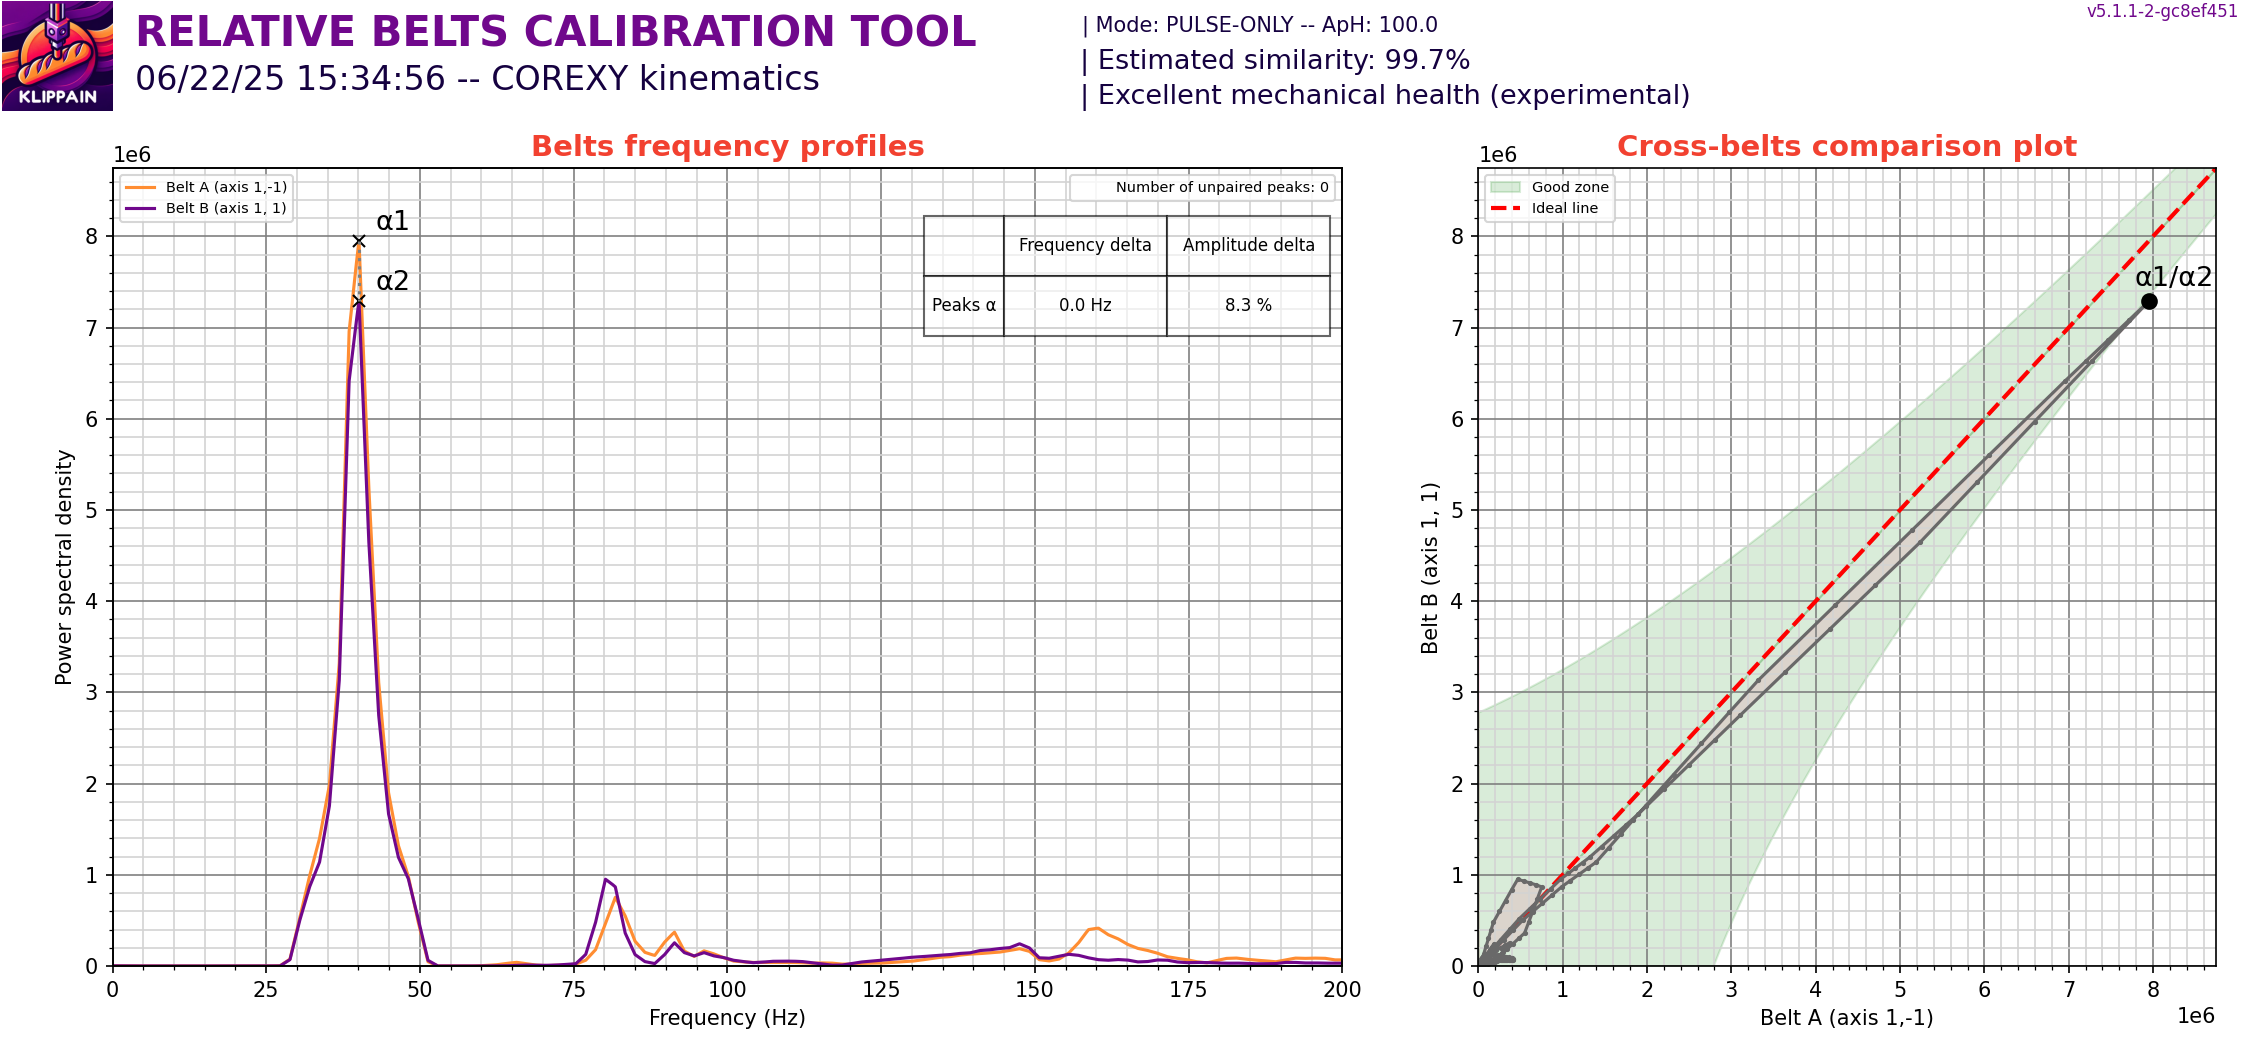 KLIPPAIN
RELATIVE BELTS CALIBRATION TOOL
06/22/25 15:34:56 -- COREXY kinematics
| Mode: PULSE-ONLY -- ApH: 100.0
| Estimated similarity: 99.7%
| Excellent mechanical health (experimental)
v5.1.1-2-gc8ef451
Belts frequency profiles
1e6
Belt A (axis 1,-1)
Belt B (axis 1, 1)
Number of unpaired peaks: 0
Frequency delta Amplitude delta
Peaks α 0.0 Hz 8.3 %
α1
α2
8
7
6
5
4
3
2
1
0
Power spectral density
0 25 50 75 100 125 150 175 200
Frequency (Hz)
Cross-belts comparison plot
1e6
Good zone
Ideal line
α1/α2
8
7
6
5
4
3
2
1
0
Belt B (axis 1, 1)
0 1 2 3 4 5 6 7 8
Belt A (axis 1,-1)
1e6